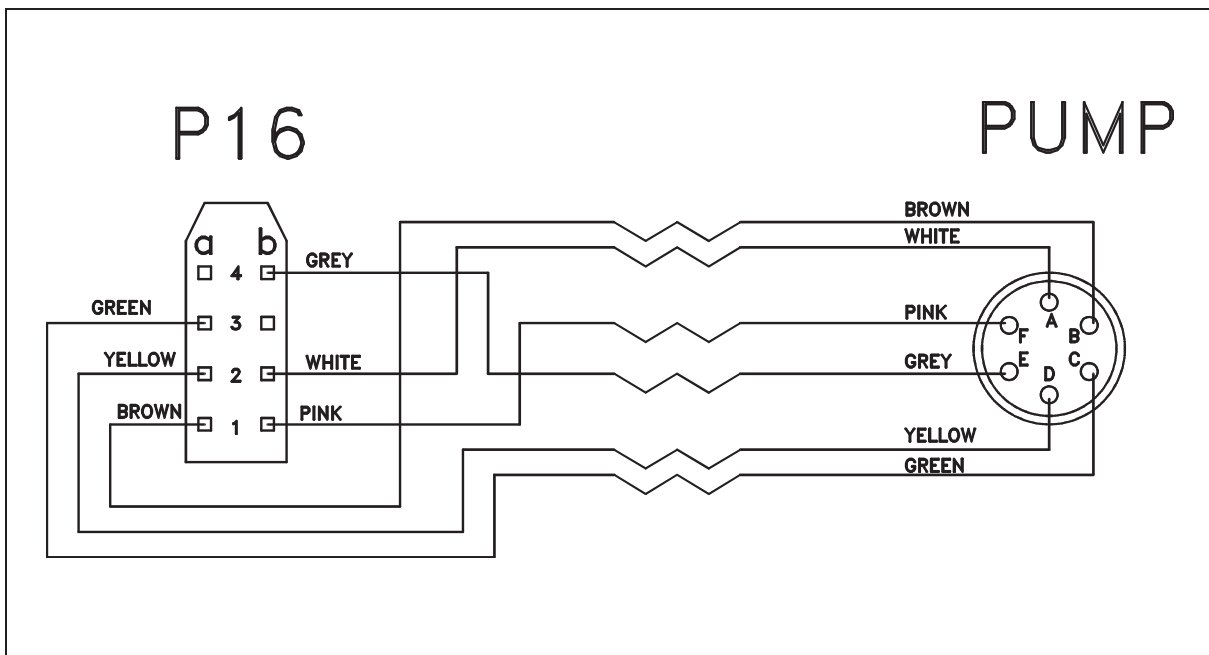 P16
PUMP
BROWN
WHITE
a b
4
GREY
GREEN
3
PINK
A
F B
YELLOW
2
WHITE
GREY
E C
D
BROWN
1
PINK
YELLOW
GREEN